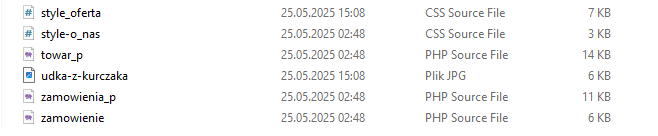 style_oferta 25.05.2025 15:08 CSS Source File 7 KB
style-o_nas 25.05.2025 02:48 CSS Source File 3 KB
towar_p 25.05.2025 02:48 PHP Source File 14 KB
udka-z-kurczaka 25.05.2025 15:08 Plik JPG 6 KB
zamowienia_p 25.05.2025 02:48 PHP Source File 11 KB
zamowienie 25.05.2025 02:48 PHP Source File 6 KB